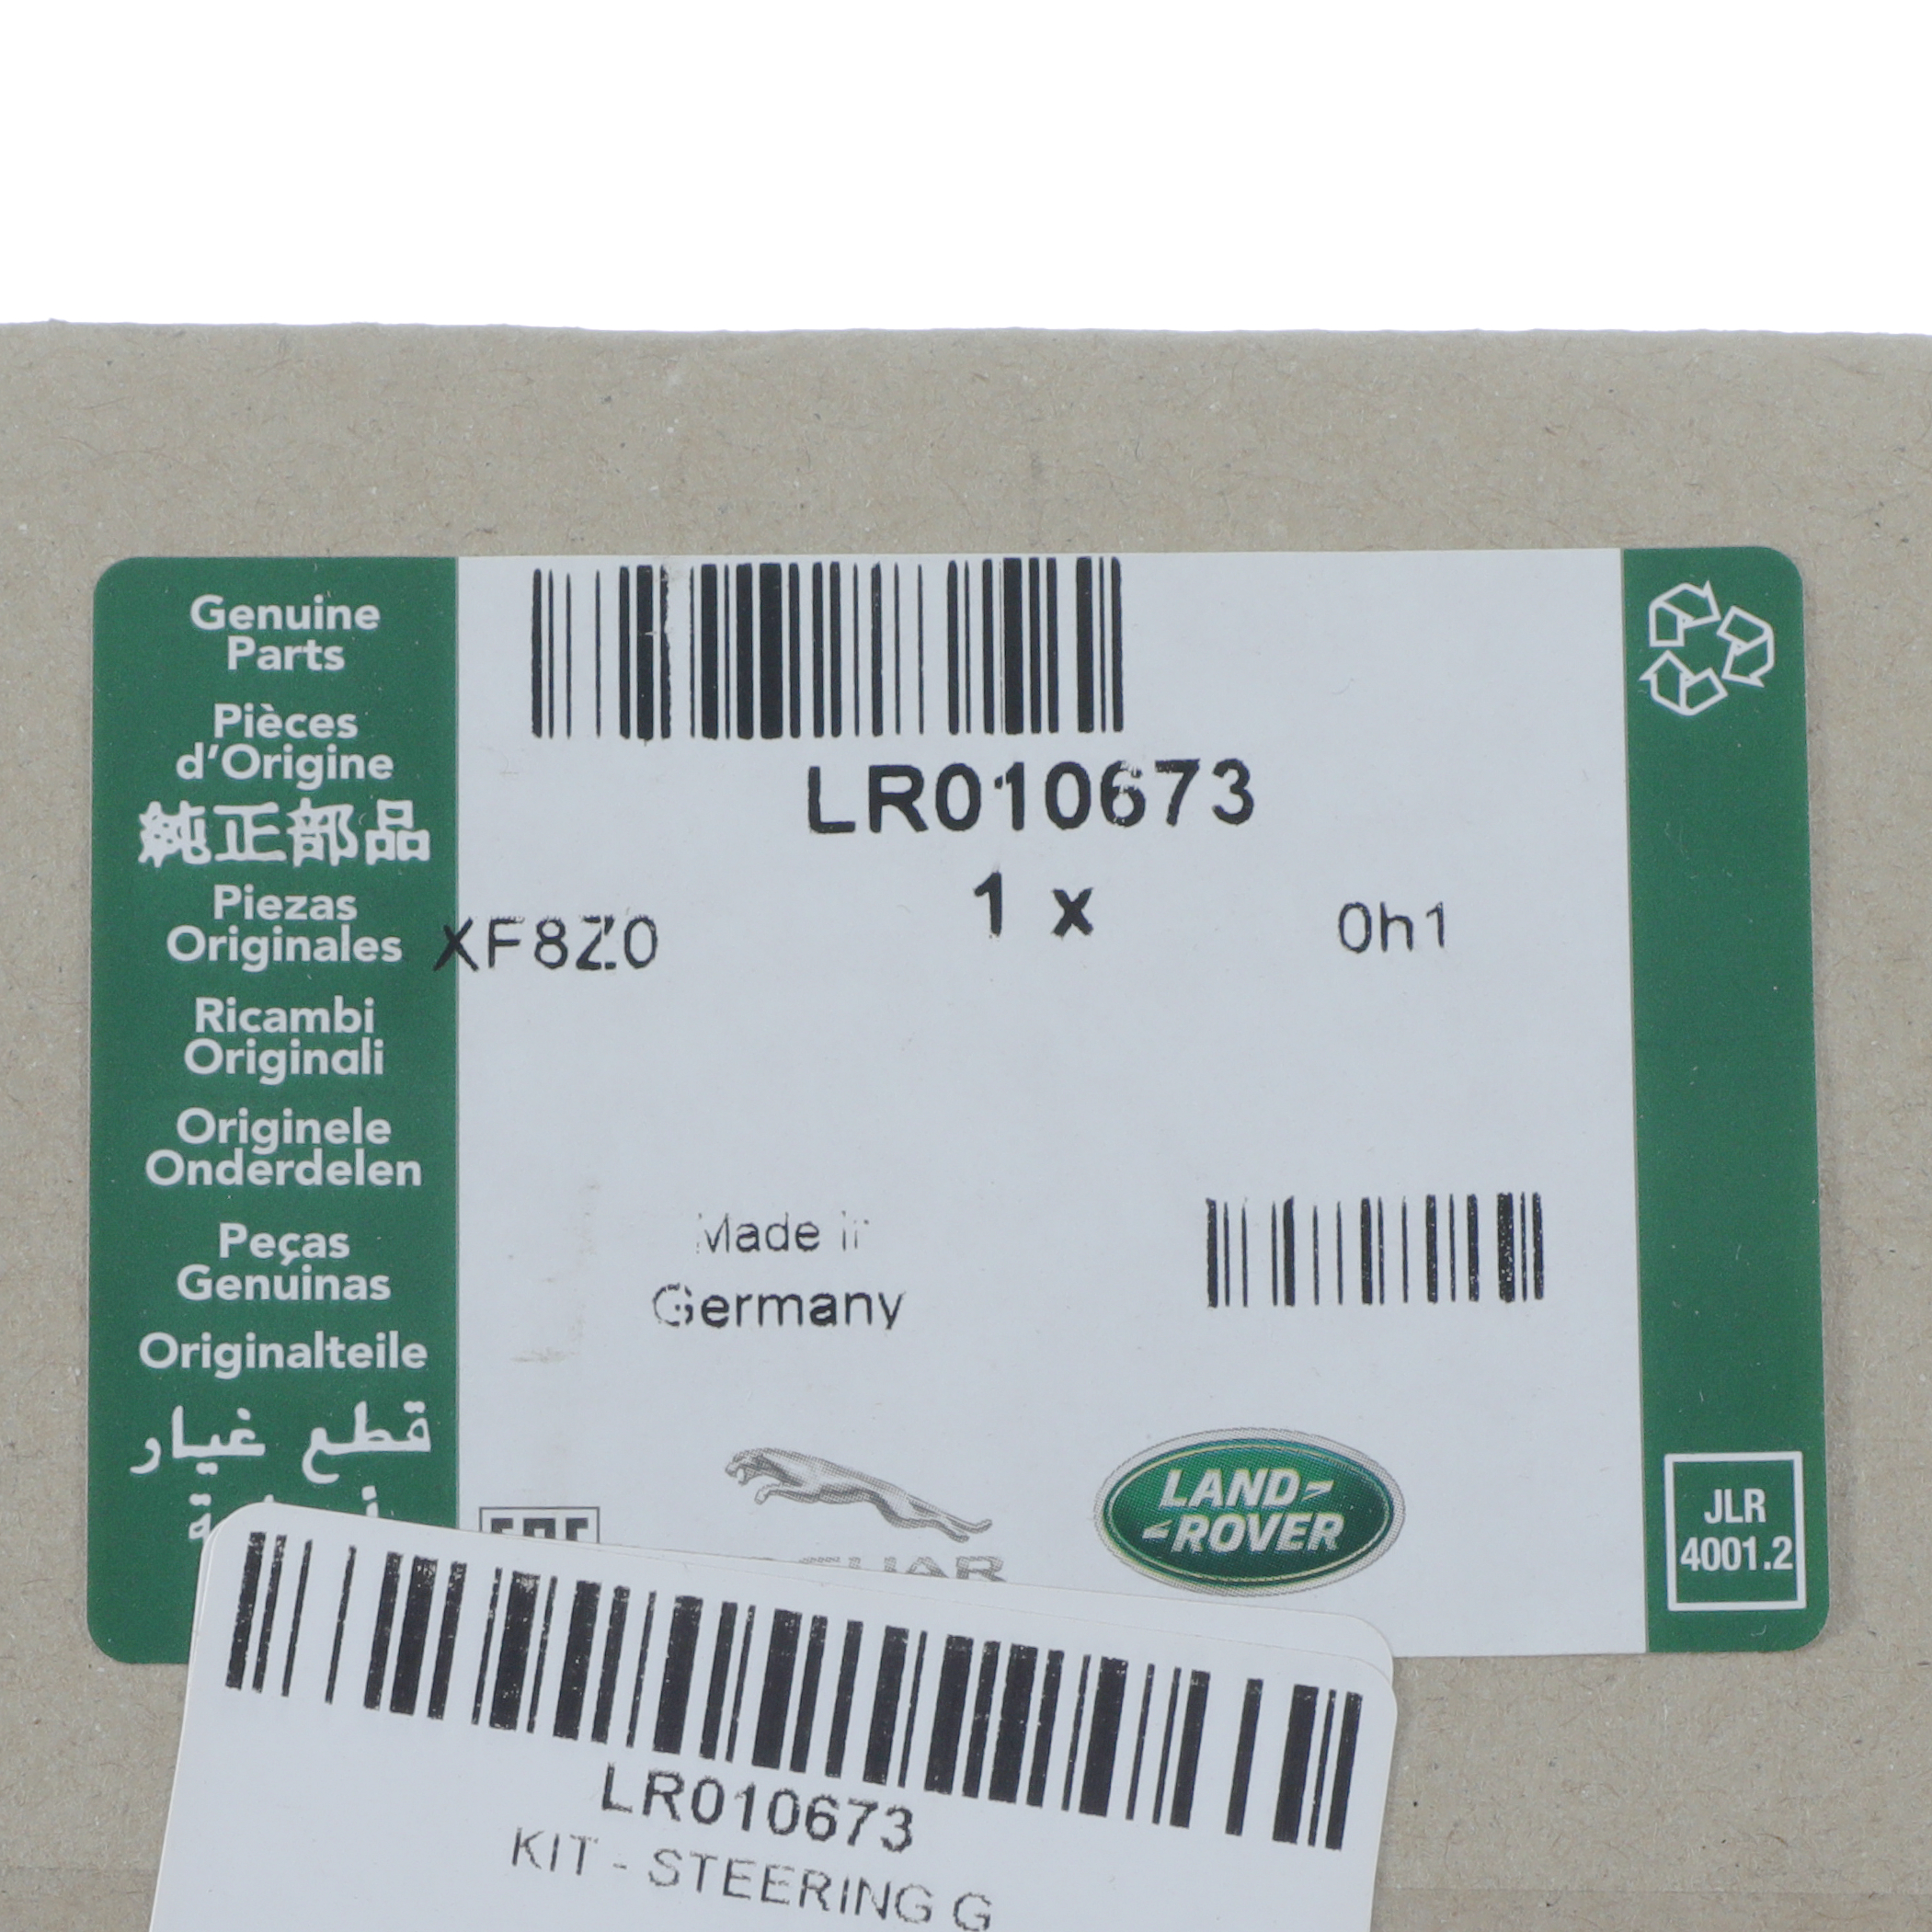 Genuine
Parts
Pièces
d'Origine
純正部品
Piezas
Originales
Ricambi
Originali
Originele
Onderdelen
Peças
Genuinas
Originalteile
قطع غيار
LR010673
1 x
XF8Z0
0h1
Made in
Germany
LAND-
-ROVER
JLR
4001.2
LR010673
KIT - STEERING G